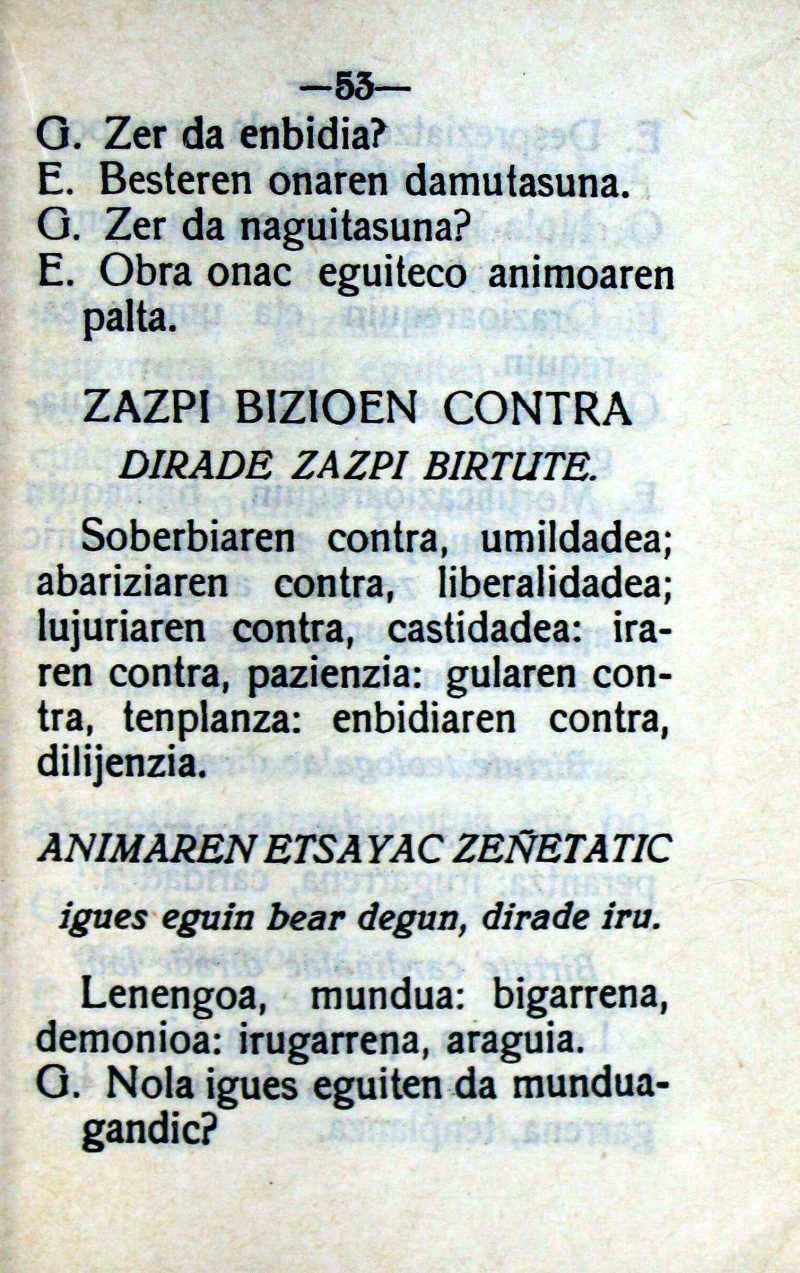 —53—
G. Zer da enbidia?
E. Besteren onaren damutasuna.
G. Zer da naguitasuna?
E. Obra onac eguiteco animoaren
palta.
ZAZPI BIZIOEN CONTRA
DIRADE ZAZPI BIRTUTE.
Soberbiaren contra, umildadea;
abariziaren contra, liberalidadea;
lujuriaren contra, castidadea: ira-
ren contra, pazienzia: gularen con-
tra, tenplanza: enbidiaren contra,
dilijenzia.
ANIMAREN ETSAYAC ZEÑETATIC
igues eguin bear degun, dirade iru.
Lenengoa, mundua: bigarrena,
demonioa: irugarrena, araguia.
G. Nola igues eguiten da mundua-
gandic?